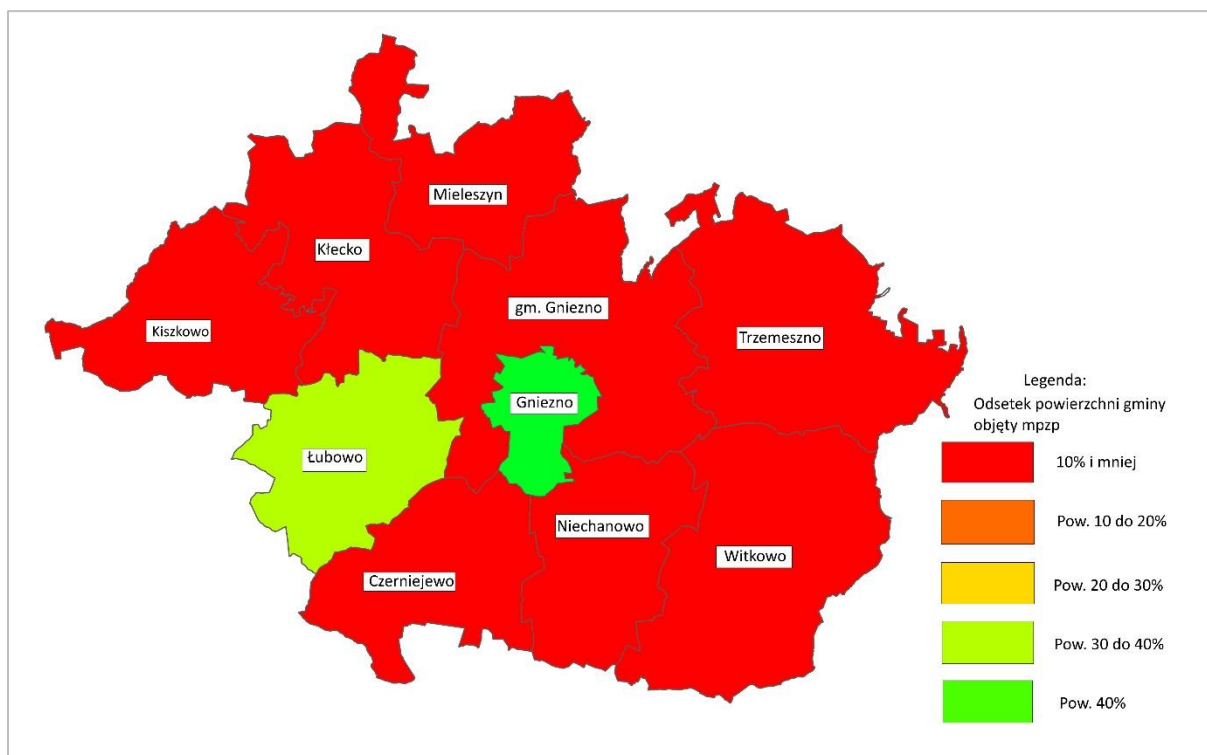 Mieleszyn
Kłecko
gm. Gniezno
Kiszkowo
Trzemeszno
Gniezno
Łubowo
Niechanowo
Witkowo
Czerniejewo
Legenda:
Odsetek powierzchni gminy
objęty mpzp
10% i mniej
Pow. 10 do 20%
Pow. 20 do 30%
Pow. 30 do 40%
Pow. 40%